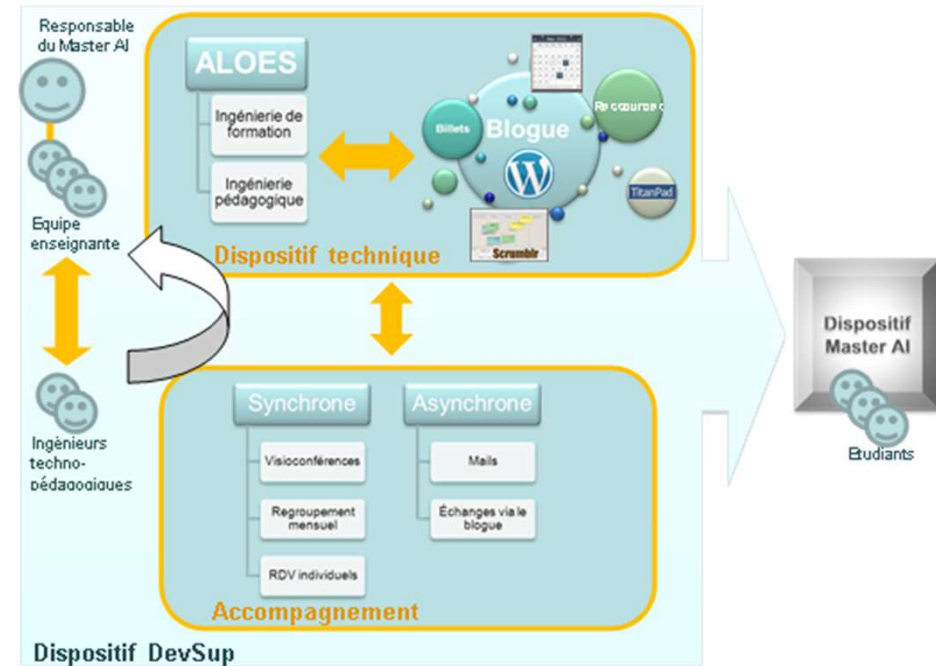 Responsable
du Master AI
Equipe
enseignante
Ingénieurs
techno-
pédagogiques
ALOES
Ingénierie de
formation
Ingénierie
pédagogique
Billets
Blogue
TitanPad
Scrumblr
Dispositif technique
Synchrone
Visioconférences
Regroupement
mensuel
RDV individuels
Asynchrone
Mails
Échanges via le
blogue
Accompagnement
Dispositif DevSup
Dispositif
Master AI
Etudiants